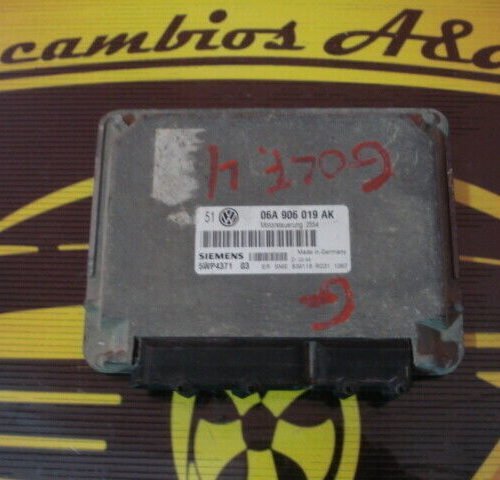 cambios A&
GOLF 4
51 06A 906 019 AK
Motorsteuerung
SIEMENS Made in Germany
5WP4371 03
G